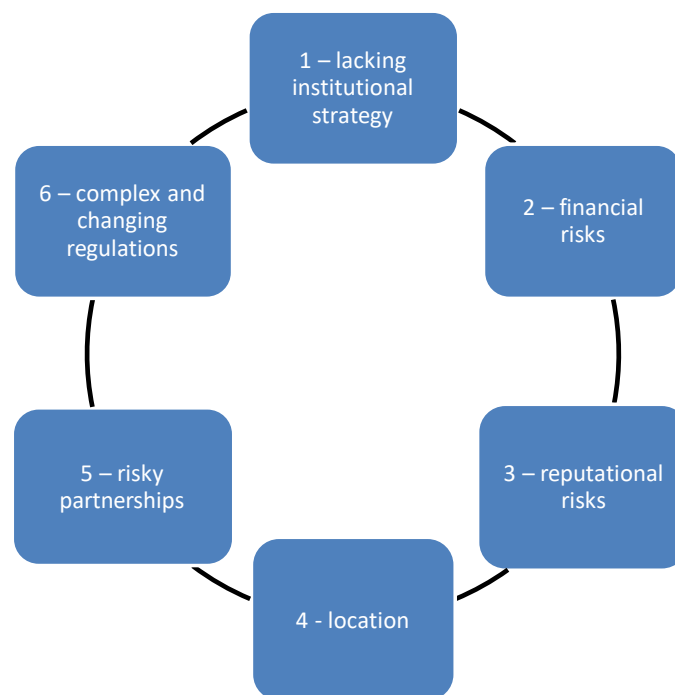 1 – lacking
institutional
strategy
2 – financial
risks
3 – reputational
risks
4 - location
5 – risky
partnerships
6 – complex and
changing
regulations